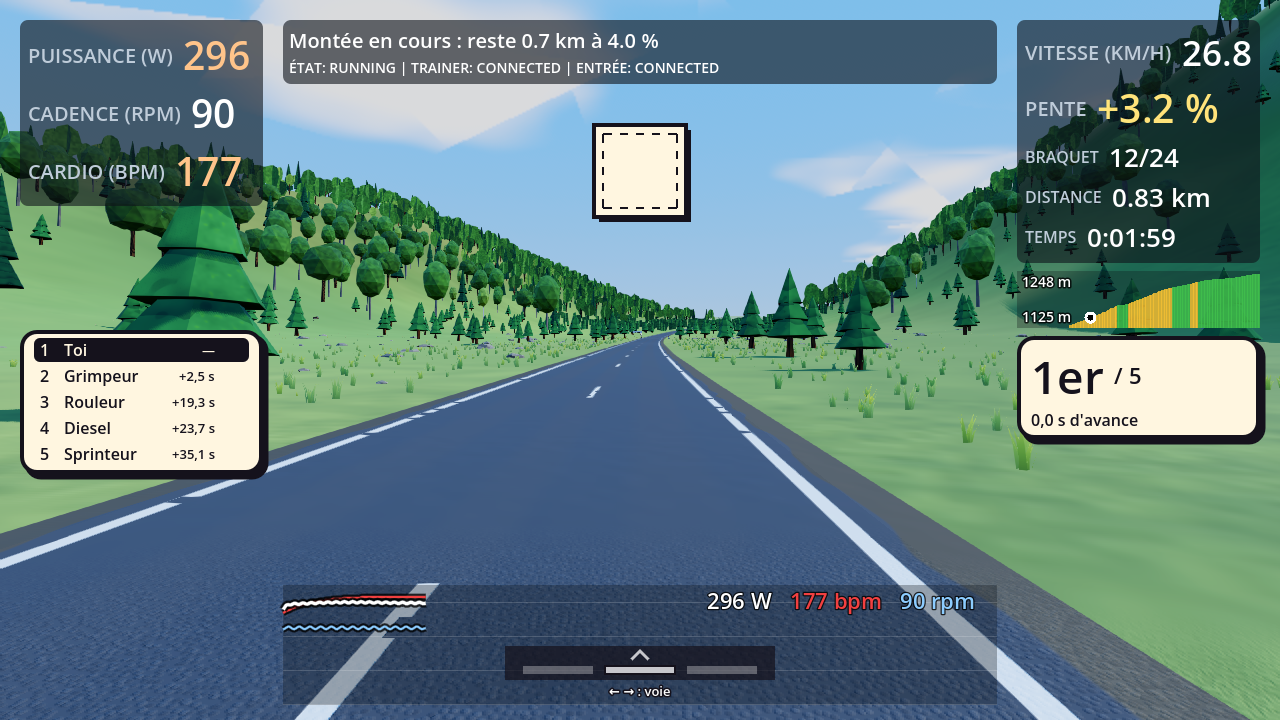 PUISSANCE (W) 296
CADENCE (RPM) 90
CARDIO (BPM) 177
Montée en cours : reste 0.7 km à 4.0 %
ÉTAT: RUNNING | TRAINER: CONNECTED | ENTRÉE: CONNECTED
VITESSE (KM/H) 26.8
PENTE +3.2 %
BRAQUET 12/24
DISTANCE 0.83 km
TEMPS 0:01:59
1248 m
1125 m
1 Toi —
2 Grimpeur +2,5 s
3 Rouleur +19,3 s
4 Diesel +23,7 s
5 Sprinteur +35,1 s
1er / 5
0,0 s d'avance
296 W 177 bpm 90 rpm
← → : voie